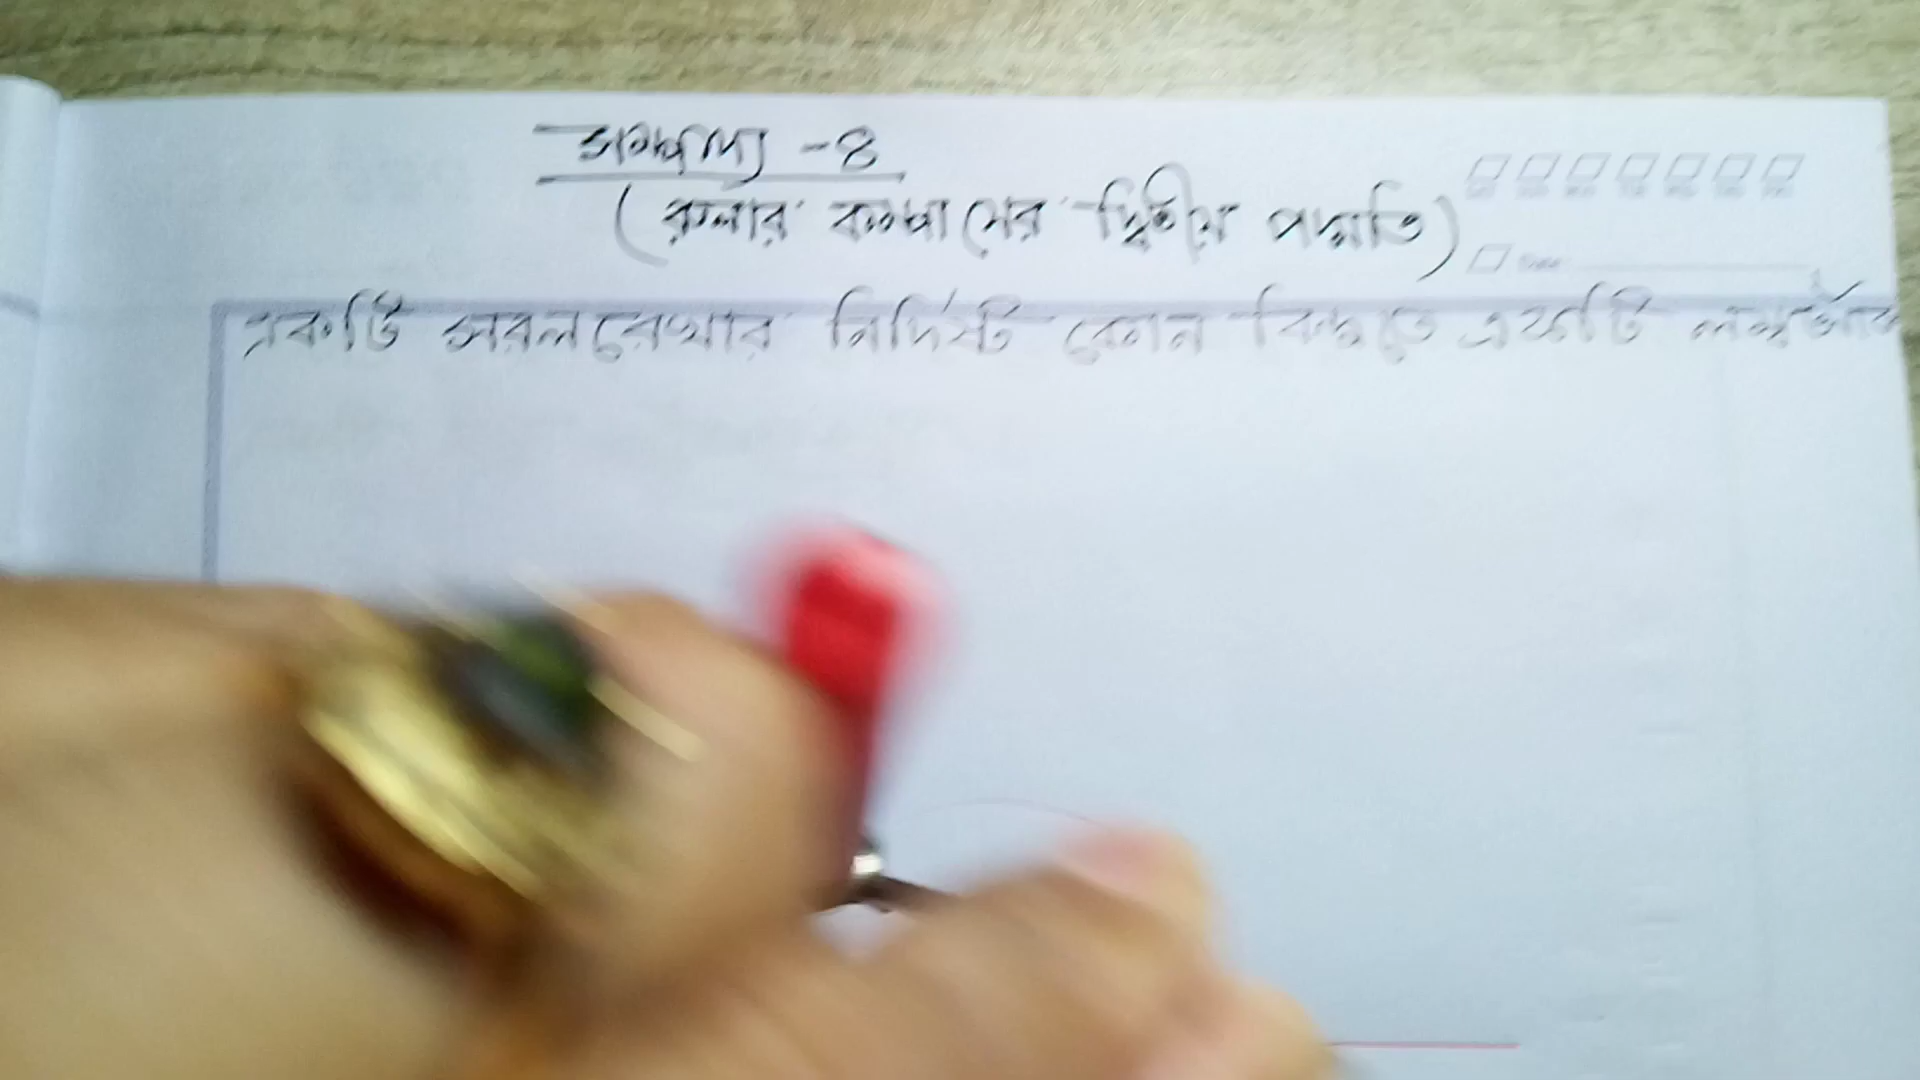 সম্পাদ্য -৪
(রুলার কম্পাসের দ্বিতীয় পদ্ধতি)
একটি সরলরেখার নির্দিষ্ট কোন বিন্দুতে একটি লম্ব আঁক